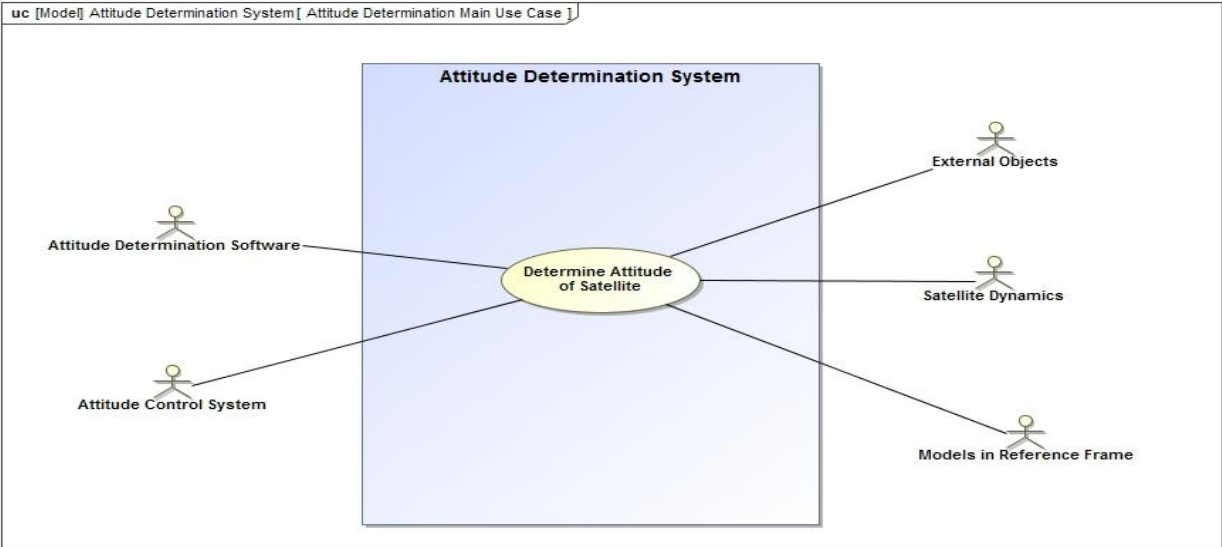 uc [Model] Attitude Determination System [ Attitude Determination Main Use Case ]
Attitude Determination System
External Objects
Attitude Determination Software
Determine Attitude
of Satellite
Satellite Dynamics
Attitude Control System
Models in Reference Frame